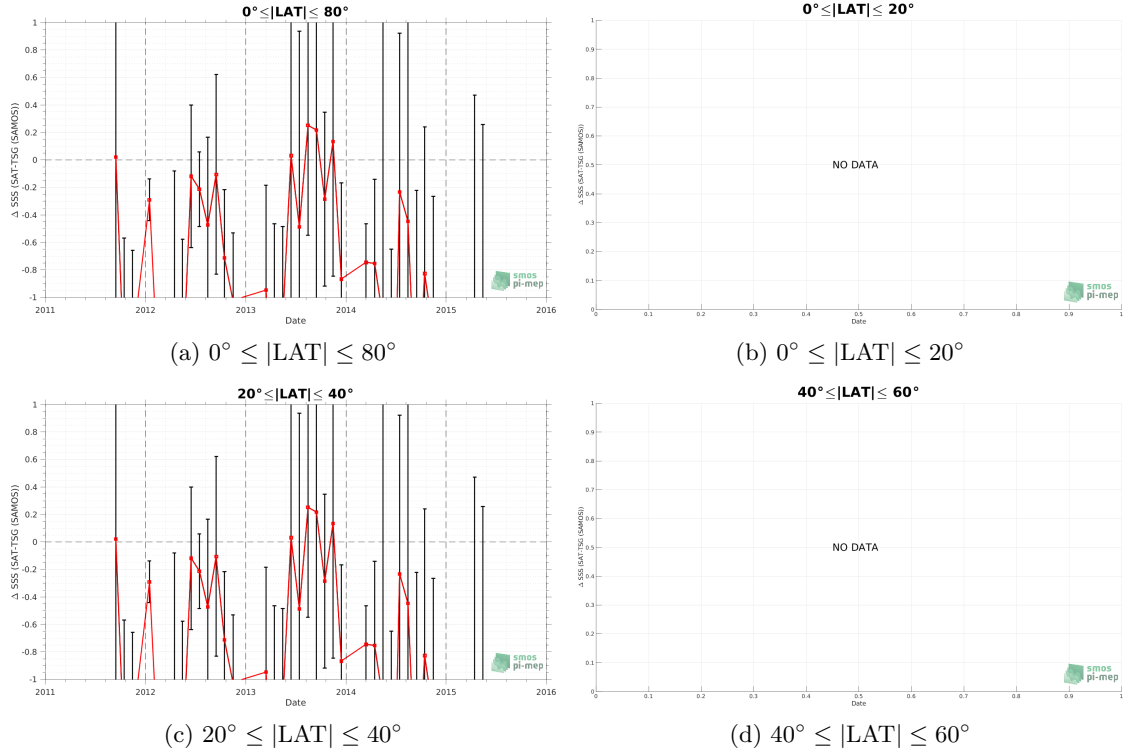 0°≤|LAT|≤ 80°
Δ SSS (SAT-TSG (SAMOS))
1
0.8
0.6
0.4
0.2
0
-0.2
-0.4
-0.6
-0.8
-1
2011 2012 2013 2014 2015 2016
Date
smos
pi-mep
(a) 0° ≤ |LAT| ≤ 80°
0°≤|LAT|≤ 20°
Δ SSS (SAT-TSG (SAMOS))
1
0.9
0.8
0.7
0.6
0.5
0.4
0.3
0.2
0.1
0
NO DATA
0 0.1 0.2 0.3 0.4 0.5 0.6 0.7 0.8 0.9 1
Date
smos
pi-mep
(b) 0° ≤ |LAT| ≤ 20°
20°≤|LAT|≤ 40°
Δ SSS (SAT-TSG (SAMOS))
1
0.8
0.6
0.4
0.2
0
-0.2
-0.4
-0.6
-0.8
-1
2011 2012 2013 2014 2015 2016
Date
smos
pi-mep
(c) 20° ≤ |LAT| ≤ 40°
40°≤|LAT|≤ 60°
Δ SSS (SAT-TSG (SAMOS))
1
0.9
0.8
0.7
0.6
0.5
0.4
0.3
0.2
0.1
0
NO DATA
0 0.1 0.2 0.3 0.4 0.5 0.6 0.7 0.8 0.9 1
Date
smos
pi-mep
(d) 40° ≤ |LAT| ≤ 60°